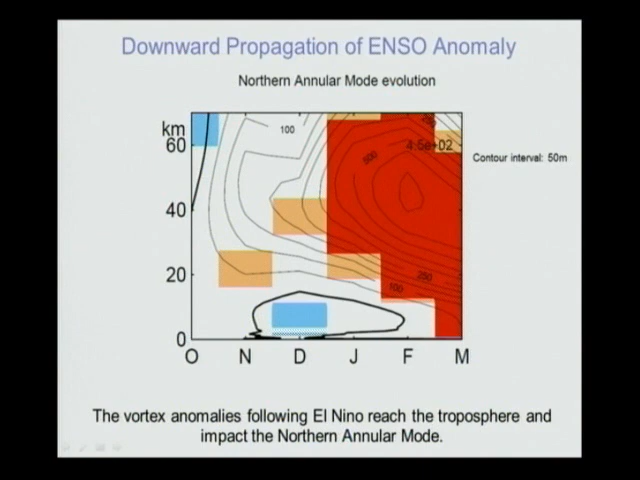 Downward Propagation of ENSO Anomaly
Northern Annular Mode evolution
km
60
40
20
0
O N D J F M
100
250
500
4.5e+02
250
100
Contour interval: 50m
The vortex anomalies following El Nino reach the troposphere and
impact the Northern Annular Mode.